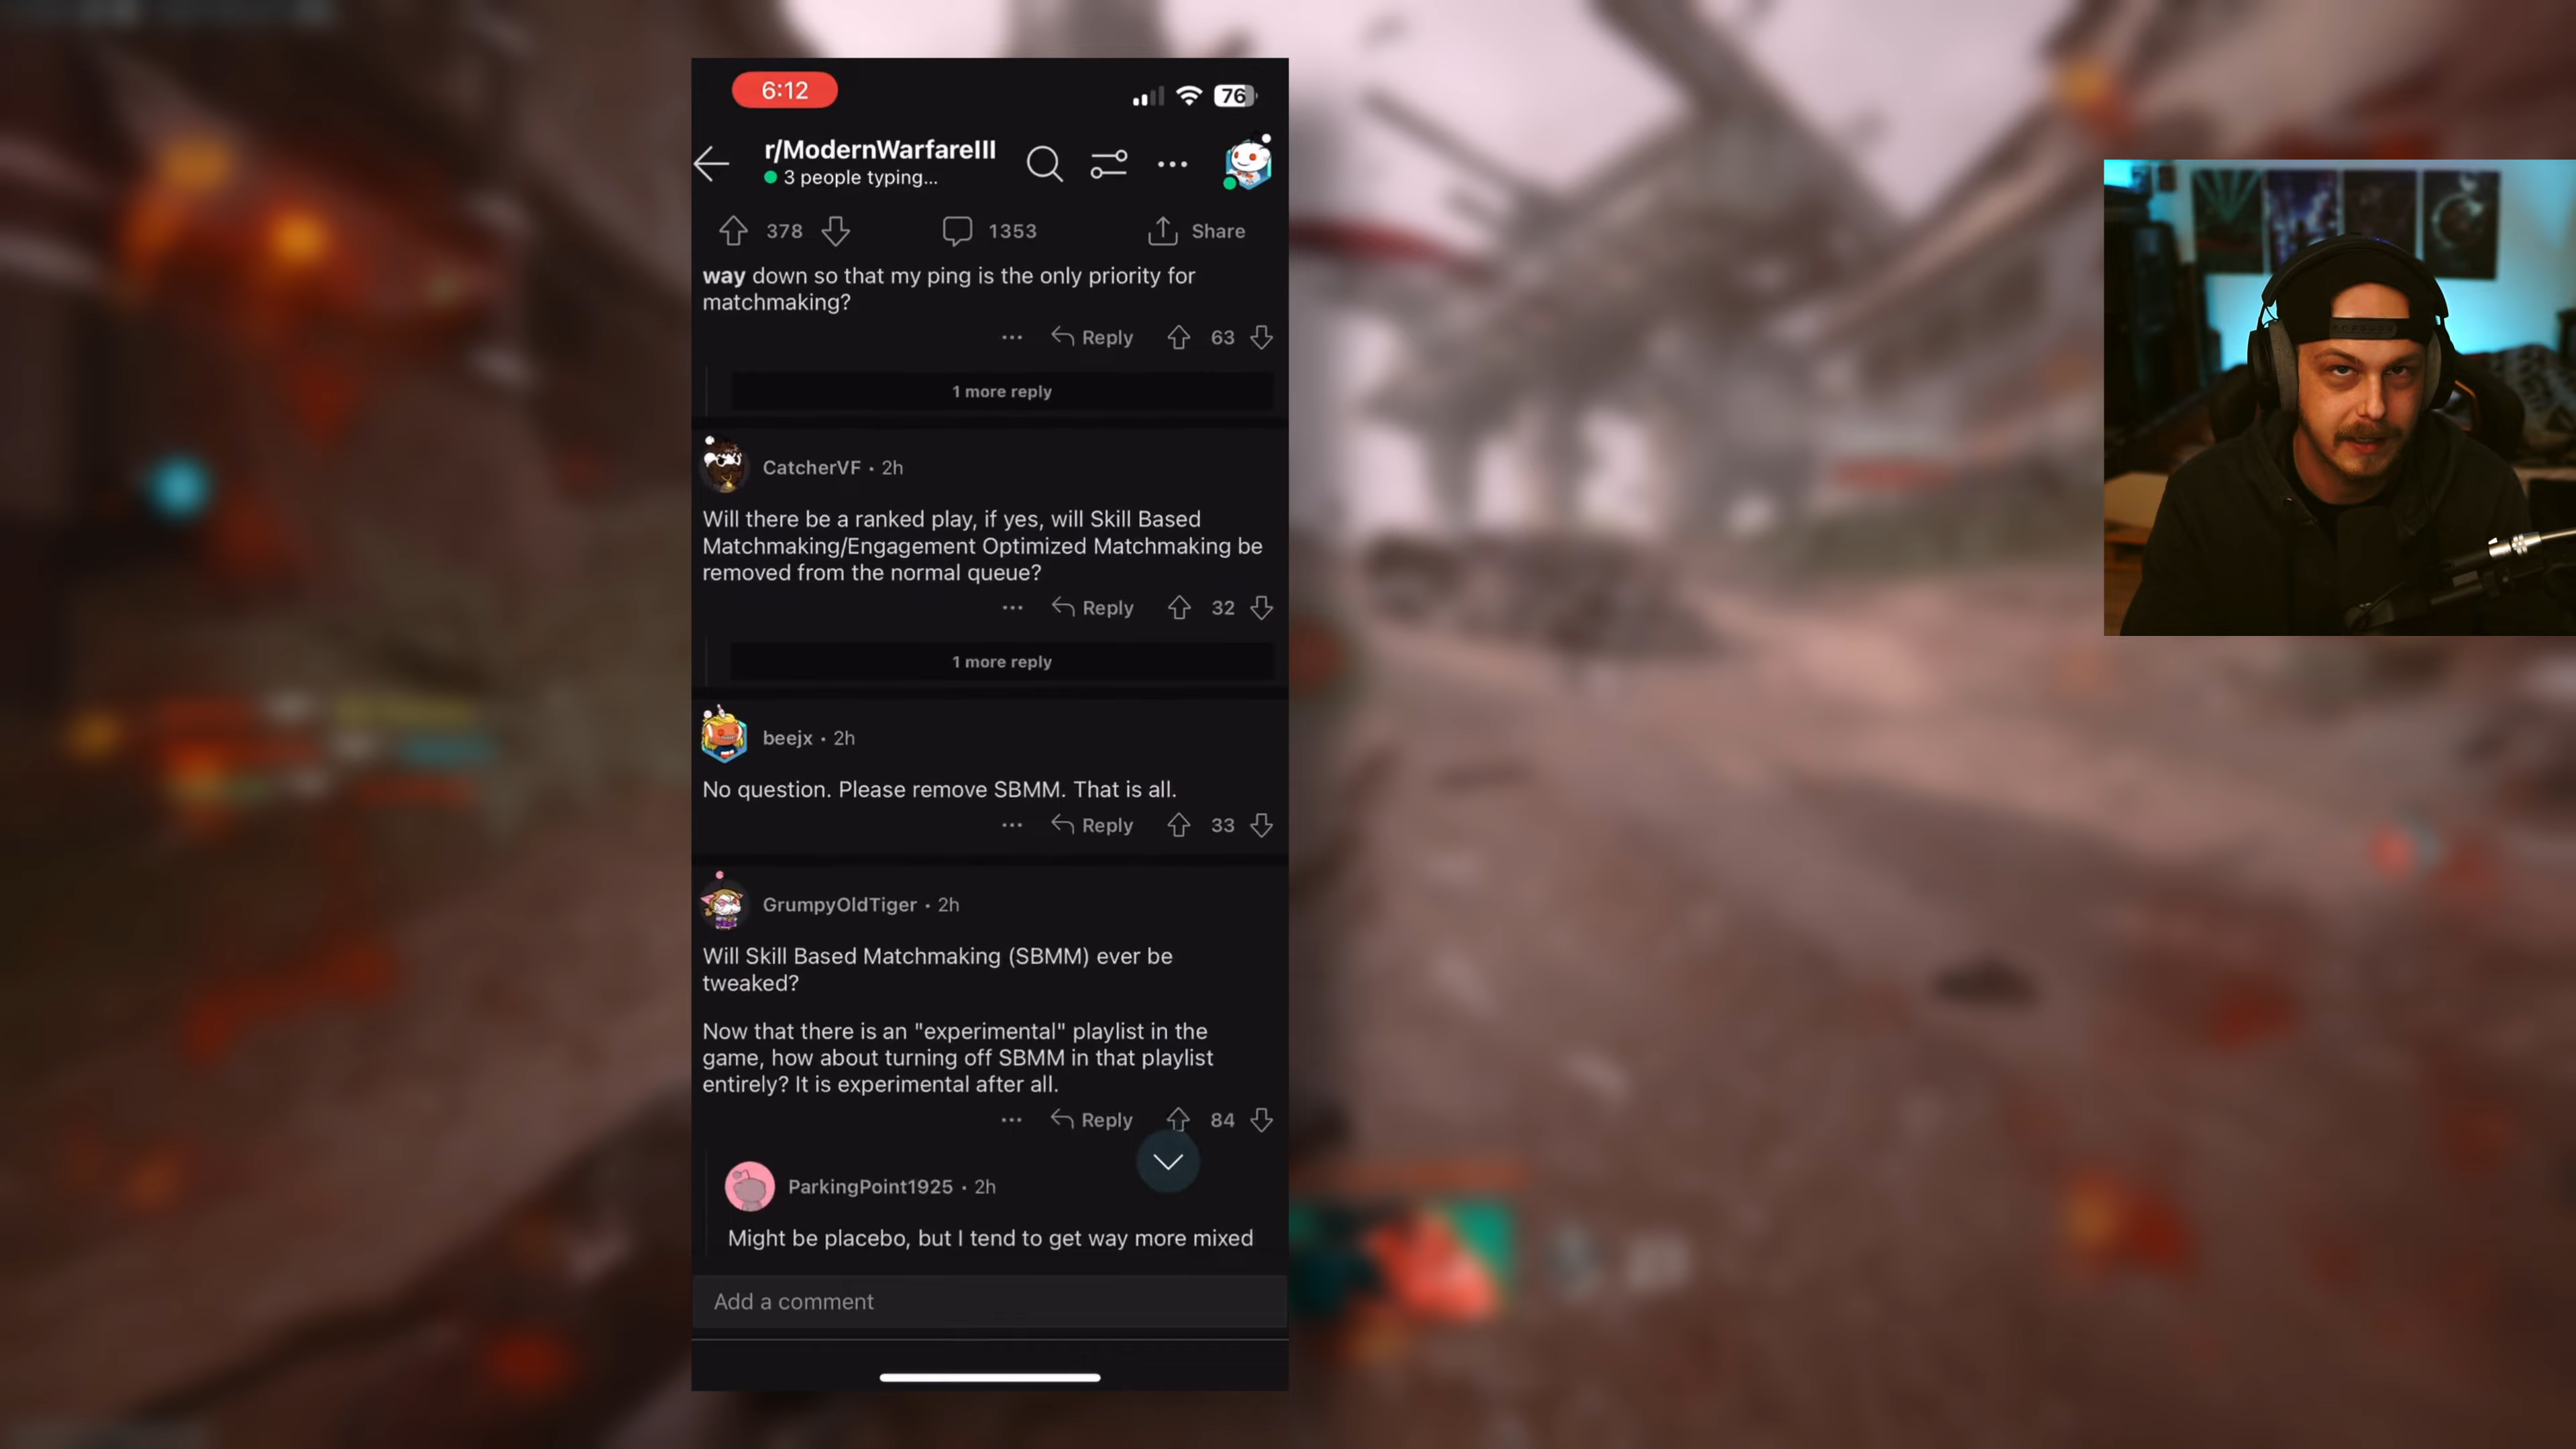 6:12
76
r/ModernWarfareIII
3 people typing...
378
1353
Share
way down so that my ping is the only priority for
matchmaking?
Reply
63
1 more reply
CatcherVF • 2h
Will there be a ranked play, if yes, will Skill Based
Matchmaking/Engagement Optimized Matchmaking be
removed from the normal queue?
Reply
32
1 more reply
beejx • 2h
No question. Please remove SBMM. That is all.
Reply
33
GrumpyOldTiger • 2h
Will Skill Based Matchmaking (SBMM) ever be
tweaked?
Now that there is an "experimental" playlist in the
game, how about turning off SBMM in that playlist
entirely? It is experimental after all.
Reply
84
ParkingPoint1925 • 2h
Might be placebo, but I tend to get way more mixed
Add a comment